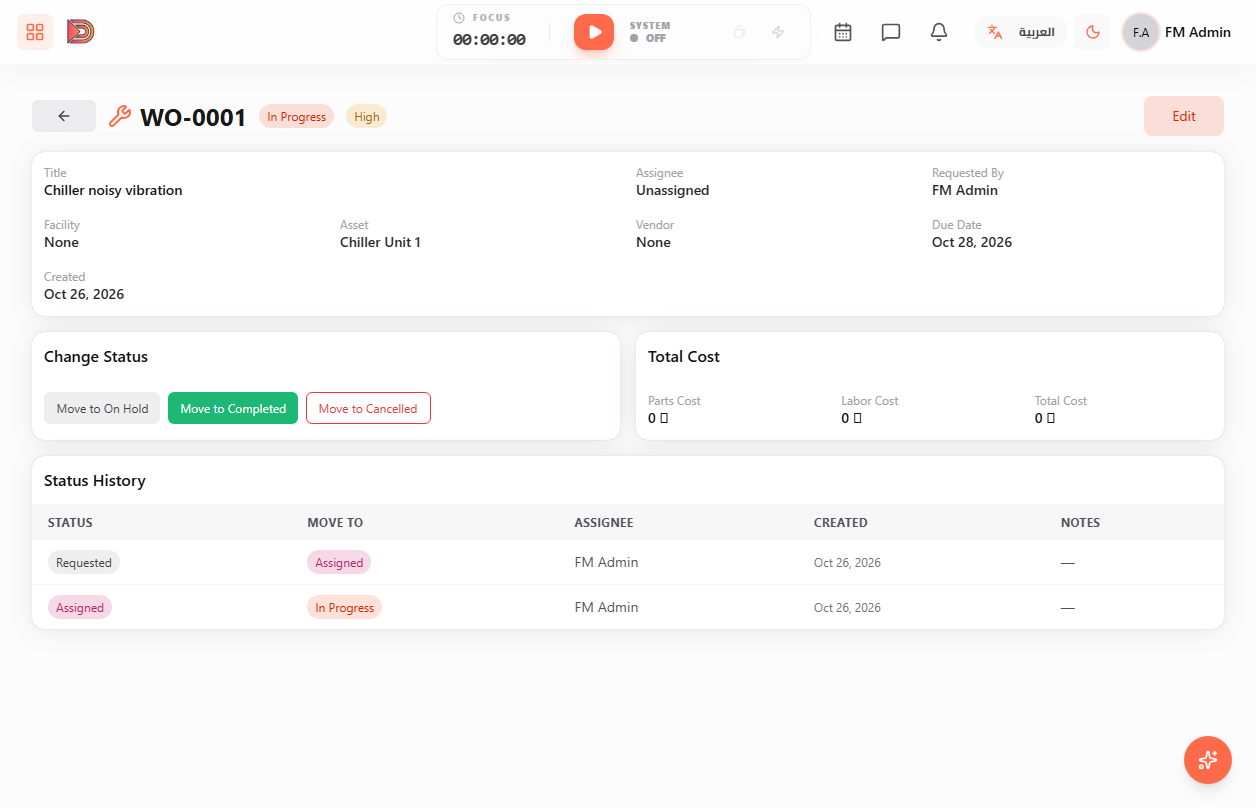 FOCUS
00:00:00
SYSTEM
OFF
العربية
F.A
FM Admin
WO-0001
In Progress
High
Edit
Title
Chiller noisy vibration
Assignee
Unassigned
Requested By
FM Admin
Facility
None
Asset
Chiller Unit 1
Vendor
None
Due Date
Oct 28, 2026
Created
Oct 26, 2026
Change Status
Move to On Hold
Move to Completed
Move to Cancelled
Total Cost
Parts Cost
0
Labor Cost
0
Total Cost
0
Status History
STATUS MOVE TO ASSIGNEE CREATED NOTES
Requested Assigned FM Admin Oct 26, 2026 —
Assigned In Progress FM Admin Oct 26, 2026 —